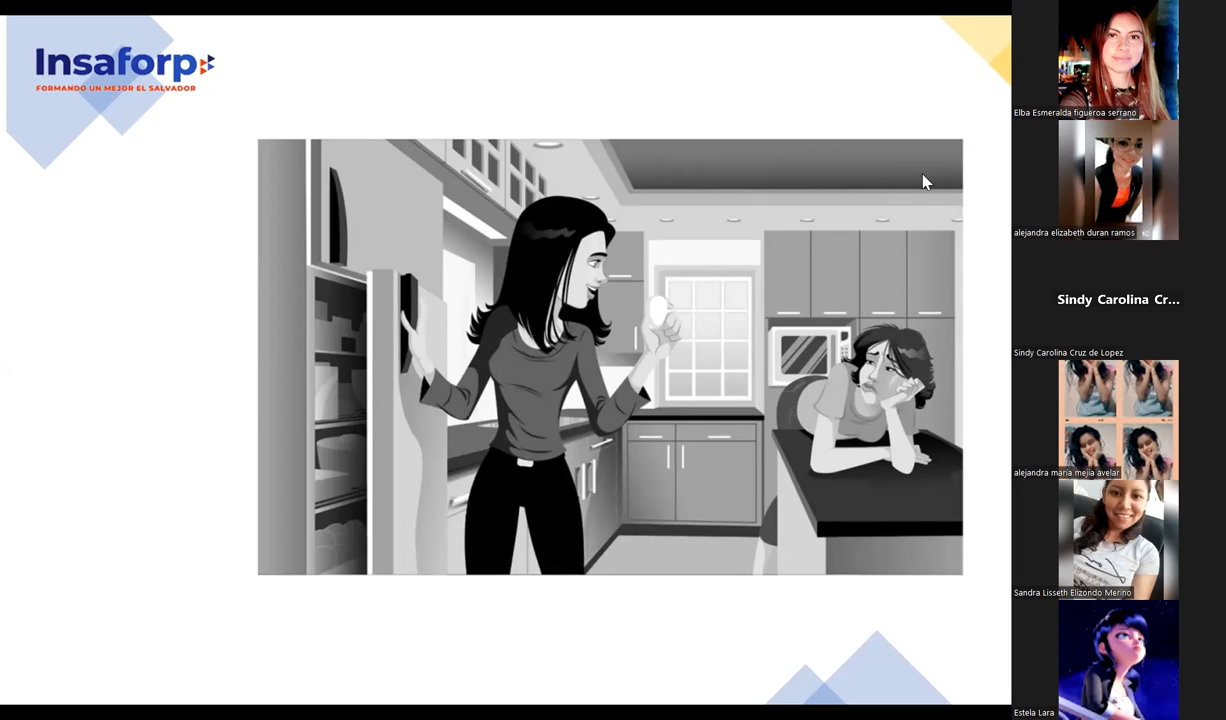 Insaforp
FORMANDO UN MEJOR EL SALVADOR
Elba Esmeralda figueroa serrano
alejandra elizabeth duran ramos
Sindy Carolina Cr...
Sindy Carolina Cruz de Lopez
alejandra maria mejia avelar
Sandra Lisseth Elizondo Merino
Estela Lara